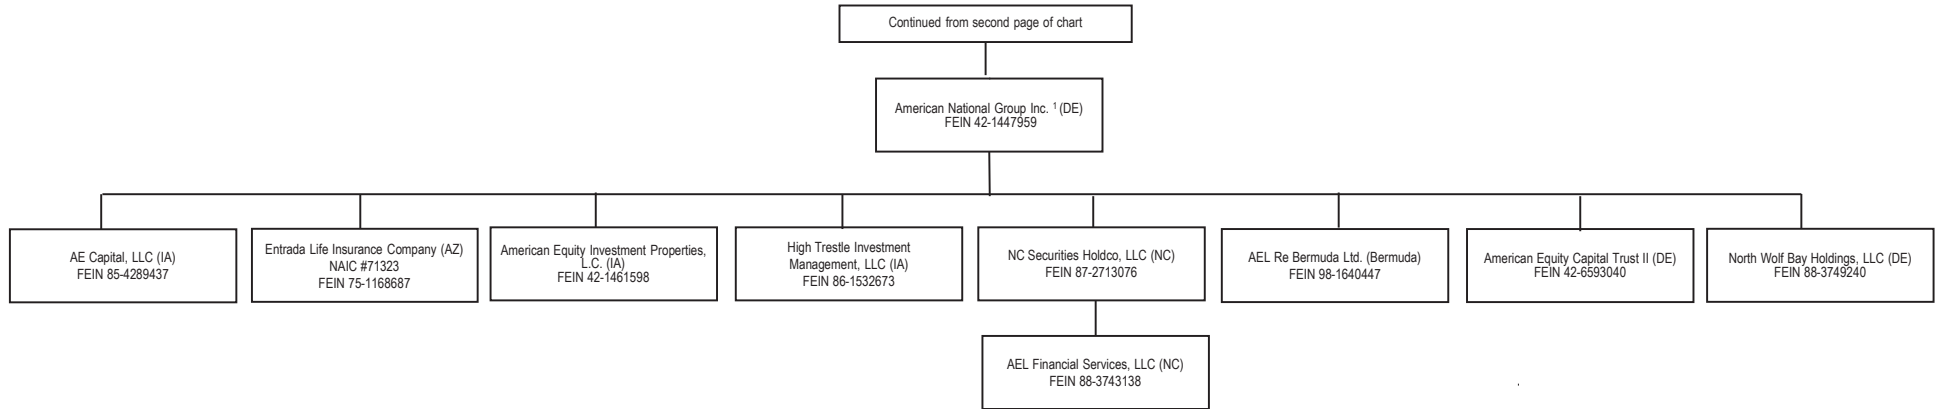 Continued from second page of chart
American National Group Inc. ¹ (DE)
FEIN 42-1447959
AE Capital, LLC (IA)
FEIN 85-4289437
Entrada Life Insurance Company (AZ)
NAIC #71323
FEIN 75-1168687
American Equity Investment Properties,
L.C. (IA)
FEIN 42-1461598
High Trestle Investment
Management, LLC (IA)
FEIN 86-1532673
NC Securities Holdco, LLC (NC)
FEIN 87-2713076
AEL Re Bermuda Ltd. (Bermuda)
FEIN 98-1640447
American Equity Capital Trust II (DE)
FEIN 42-6593040
North Wolf Bay Holdings, LLC (DE)
FEIN 88-3749240
AEL Financial Services, LLC (NC)
FEIN 88-3743138